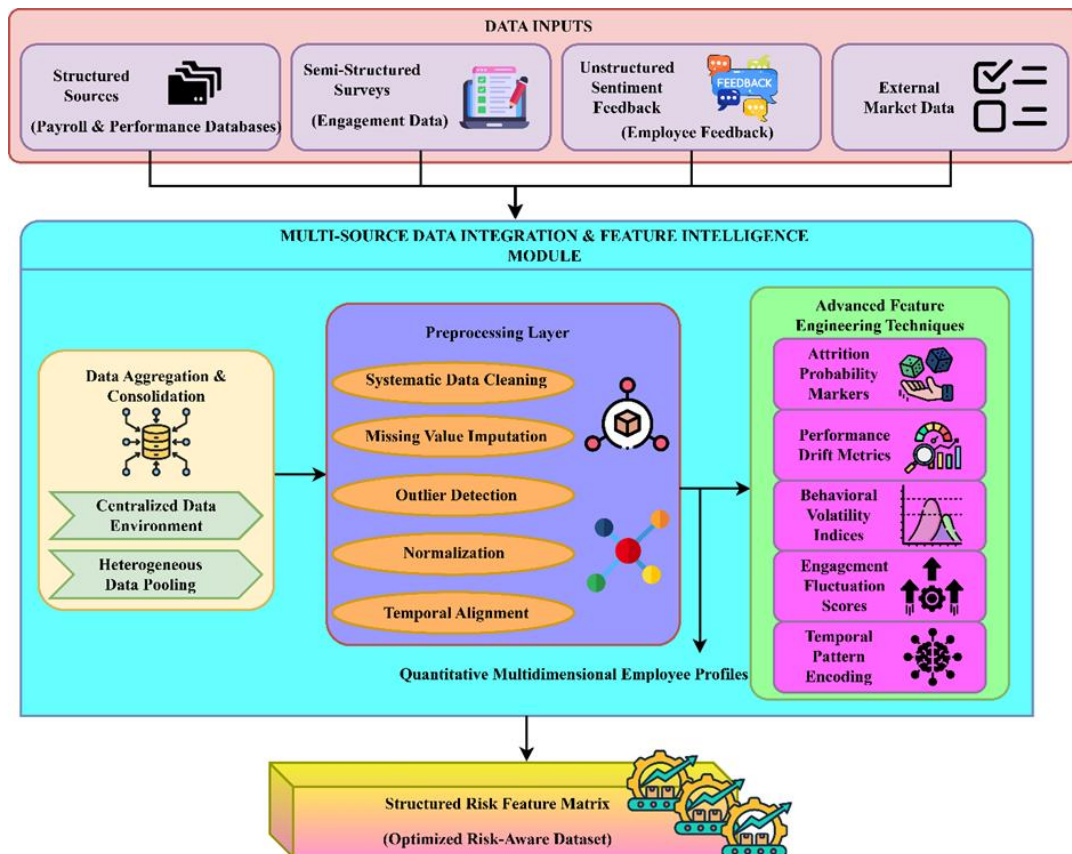 DATA INPUTS
Structured
Sources
(Payroll & Performance Databases)
Semi-Structured
Surveys
(Engagement Data)
Unstructured
Sentiment
Feedback
FEEDBACK
(Employee Feedback)
External
Market Data
MULTI-SOURCE DATA INTEGRATION & FEATURE INTELLIGENCE
MODULE
Data Aggregation &
Consolidation
Centralized Data
Environment
Heterogeneous
Data Pooling
Preprocessing Layer
Systematic Data Cleaning
Missing Value Imputation
Outlier Detection
Normalization
Temporal Alignment
Quantitative Multidimensional Employee Profiles
Advanced Feature
Engineering Techniques
Attrition
Probability
Markers
Performance
Drift Metrics
Behavioral
Volatility
Indices
Engagement
Fluctuation
Scores
Temporal
Pattern
Encoding
Structured Risk Feature Matrix
(Optimized Risk-Aware Dataset)